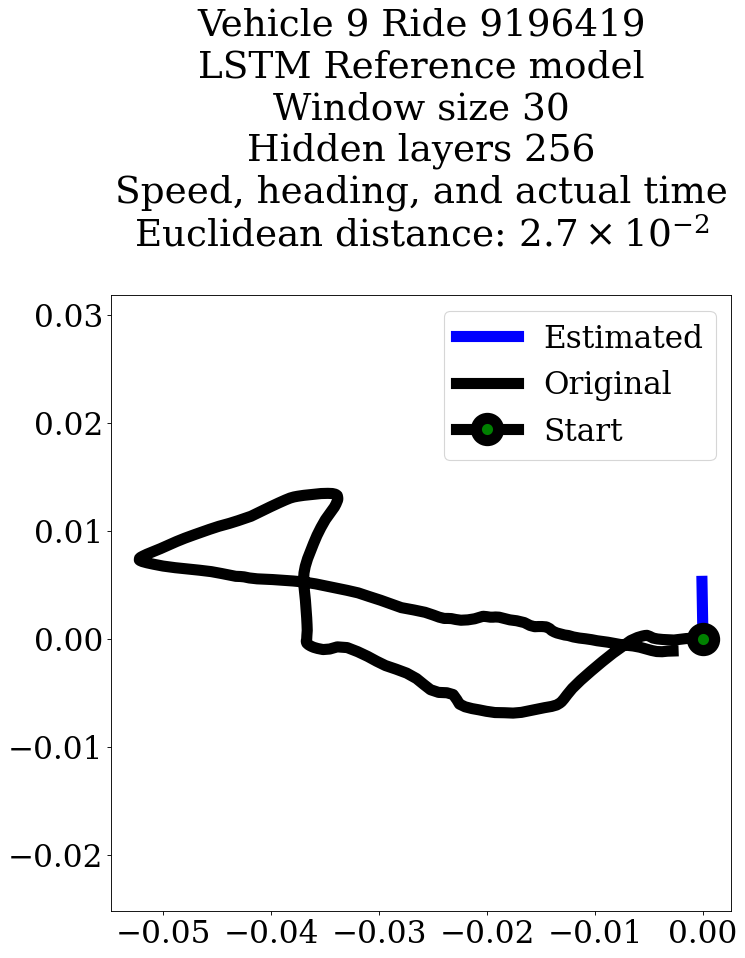 Vehicle 9 Ride 9196419
LSTM Reference model
Window size 30
Hidden layers 256
Speed, heading, and actual time
Euclidean distance: 2.7 × 10⁻²
0.03
0.02
0.01
0.00
−0.01
−0.02
Estimated
Original
Start
−0.05 −0.04 −0.03 −0.02 −0.01 0.00